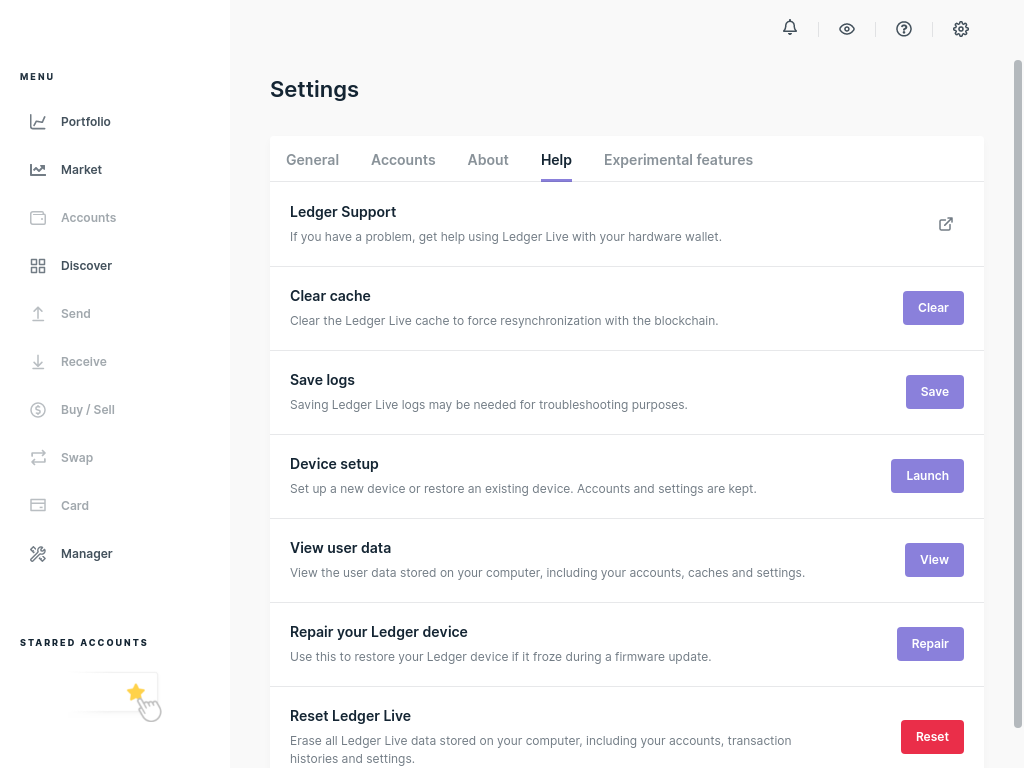 MENU
Portfolio
Market
Accounts
Discover
Send
Receive
Buy / Sell
Swap
Card
Manager
STARRED ACCOUNTS
Settings
General Accounts About Help Experimental features
Ledger Support
If you have a problem, get help using Ledger Live with your hardware wallet.
Clear cache
Clear the Ledger Live cache to force resynchronization with the blockchain.
Clear
Save logs
Saving Ledger Live logs may be needed for troubleshooting purposes.
Save
Device setup
Set up a new device or restore an existing device. Accounts and settings are kept.
Launch
View user data
View the user data stored on your computer, including your accounts, caches and settings.
View
Repair your Ledger device
Use this to restore your Ledger device if it froze during a firmware update.
Repair
Reset Ledger Live
Erase all Ledger Live data stored on your computer, including your accounts, transaction
histories and settings.
Reset